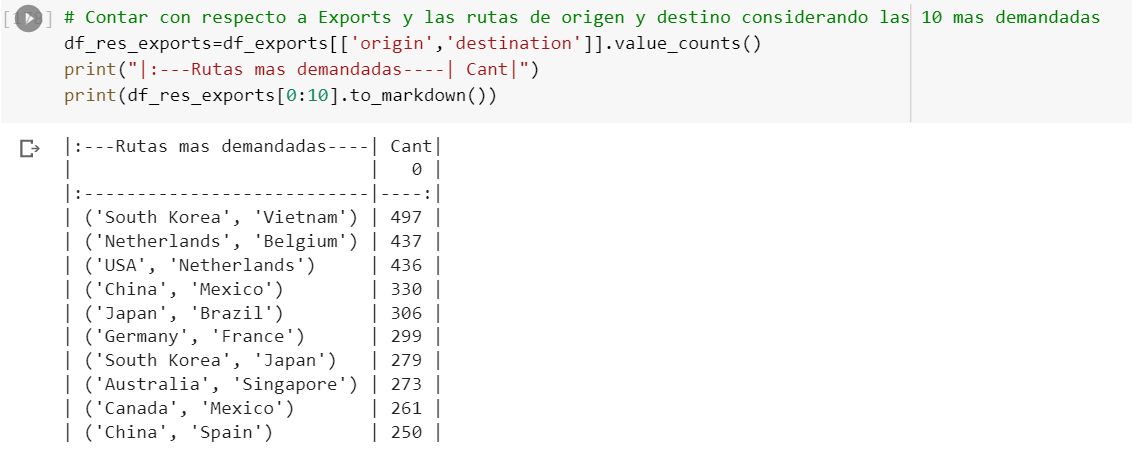 # Contar con respecto a Exports y las rutas de origen y destino considerando las 10 mas demandadas
df_res_exports=df_exports[['origin','destination']].value_counts()
print("|:---Rutas mas demandadas----| Cant|")
print(df_res_exports[0:10].to_markdown())
|:---Rutas mas demandadas----| Cant|
|                            |   0 |
|:---------------------------|----:|
| ('South Korea', 'Vietnam') | 497 |
| ('Netherlands', 'Belgium') | 437 |
| ('USA', 'Netherlands')     | 436 |
| ('China', 'Mexico')        | 330 |
| ('Japan', 'Brazil')        | 306 |
| ('Germany', 'France')      | 299 |
| ('South Korea', 'Japan')   | 279 |
| ('Australia', 'Singapore') | 273 |
| ('Canada', 'Mexico')       | 261 |
| ('China', 'Spain')         | 250 |